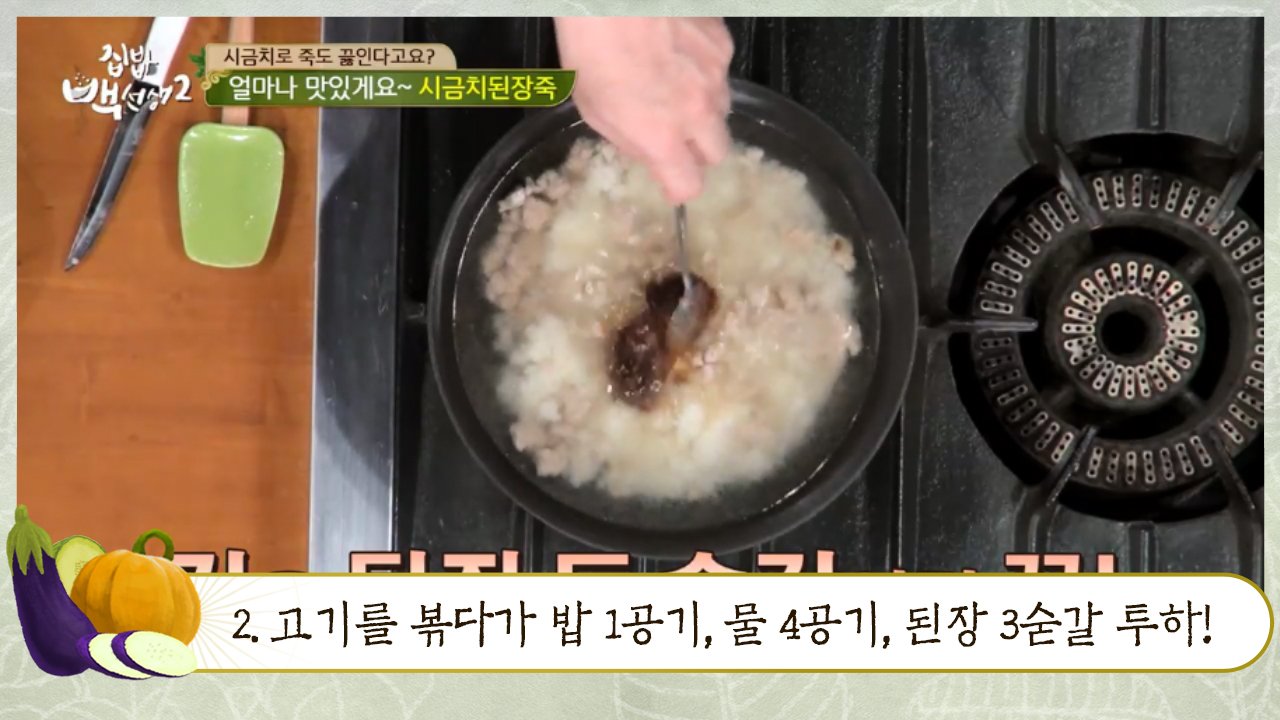 집밥
백선생2
시금치로 죽도 끓인다고요?
얼마나 맛있게요~ 시금치된장죽
2. 고기를 볶다가 밥 1공기, 물 4공기, 된장 3숟갈 투하!